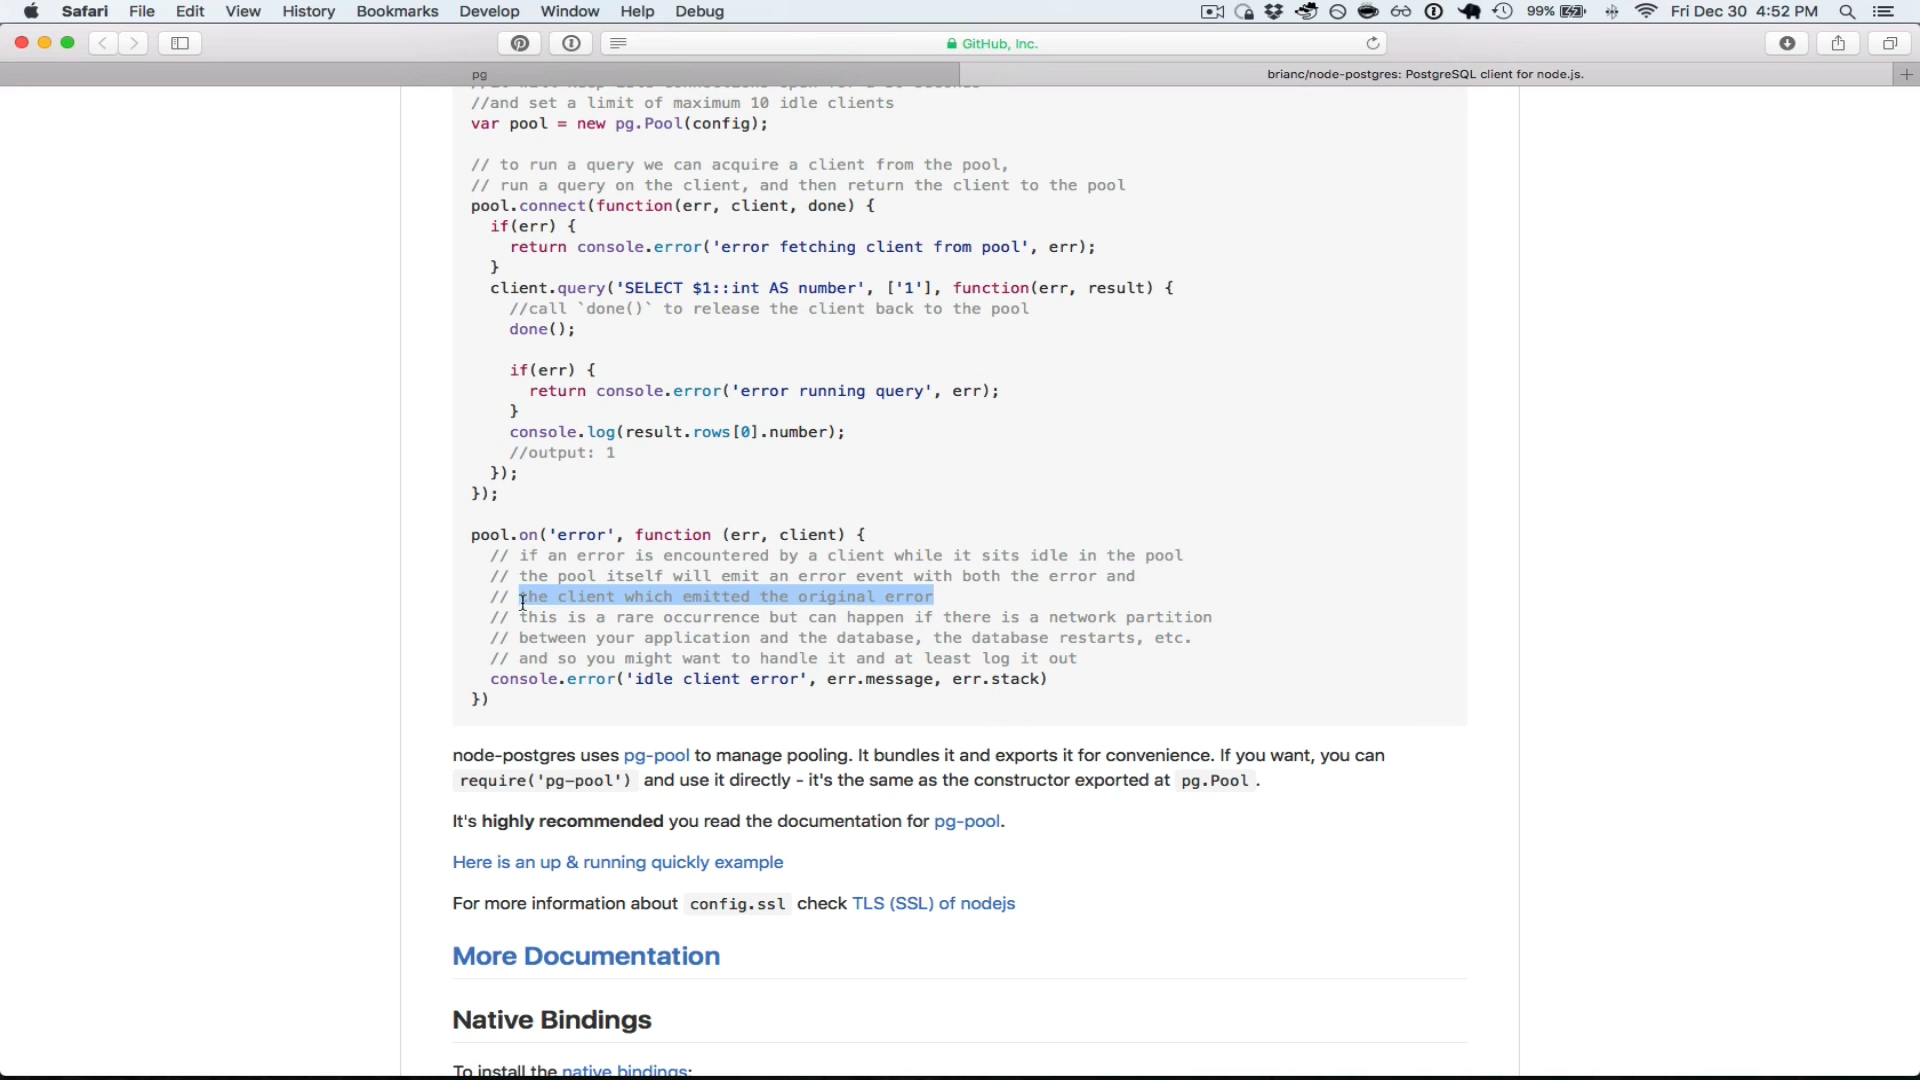 Safari File Edit View History Bookmarks Develop Window Help Debug 99% Fri Dec 30 4:52 PM
GitHub, Inc.
pg brianc/node-postgres: PostgreSQL client for node.js.
//and set a limit of maximum 10 idle clients
var pool = new pg.Pool(config);
// to run a query we can acquire a client from the pool,
// run a query on the client, and then return the client to the pool
pool.connect(function(err, client, done) {
if(err) {
return console.error('error fetching client from pool', err);
}
client.query('SELECT $1::int AS number', ['1'], function(err, result) {
//call `done()` to release the client back to the pool
done();
if(err) {
return console.error('error running query', err);
}
console.log(result.rows[0].number);
//output: 1
});
});
pool.on('error', function (err, client) {
// if an error is encountered by a client while it sits idle in the pool
// the pool itself will emit an error event with both the error and
// the client which emitted the original error
// this is a rare occurrence but can happen if there is a network partition
// between your application and the database, the database restarts, etc.
// and so you might want to handle it and at least log it out
console.error('idle client error', err.message, err.stack)
})
node-postgres uses pg-pool to manage pooling. It bundles it and exports it for convenience. If you want, you can
require('pg-pool') and use it directly - it's the same as the constructor exported at pg.Pool .
It's highly recommended you read the documentation for pg-pool.
Here is an up & running quickly example
For more information about config.ssl check TLS (SSL) of nodejs
More Documentation
Native Bindings
To install the native bindings: